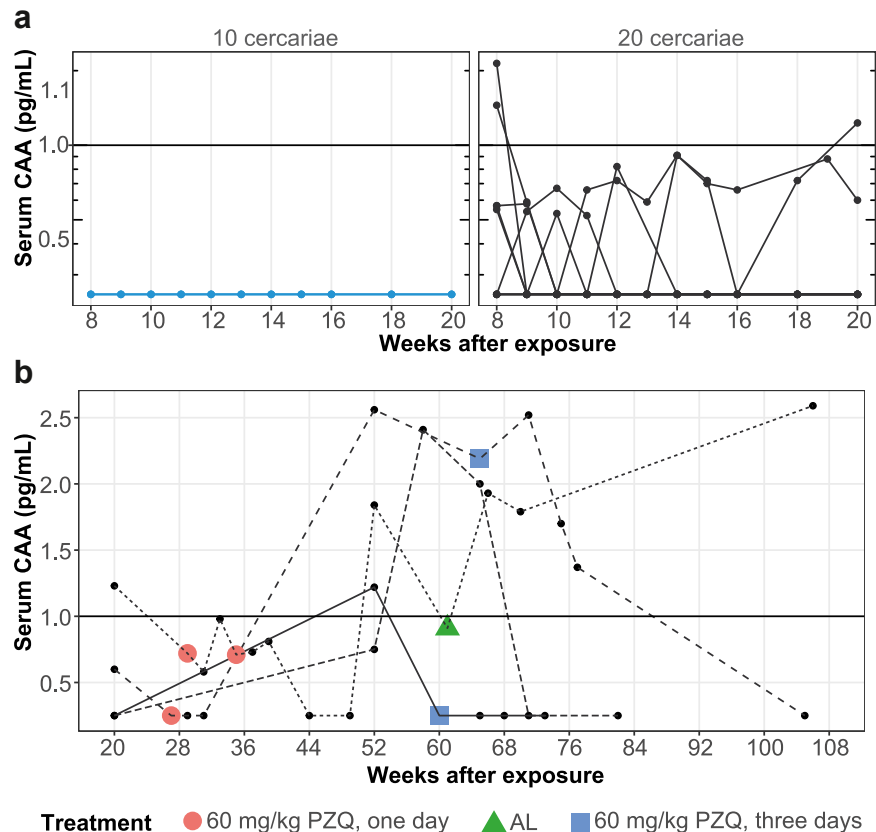 a
10 cercariae 20 cercariae
Serum CAA (pg/mL)
1.1
1.0
0.5
8 10 12 14 16 18 20 8 10 12 14 16 18 20
Weeks after exposure
b
Serum CAA (pg/mL)
2.5
2.0
1.5
1.0
0.5
20 28 36 44 52 60 68 76 84 92 100 108
Weeks after exposure
Treatment 60 mg/kg PZQ, one day AL 60 mg/kg PZQ, three days